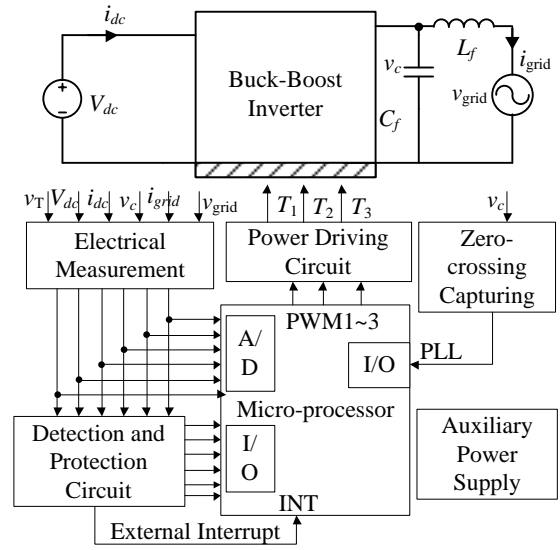 i_dc
V_dc
Buck-Boost
Inverter
v_c
C_f
L_f
i_grid
v_grid
v_T V_dc i_dc v_c i_grid v_grid
T_1 T_2 T_3
v_c
Electrical
Measurement
Power Driving
Circuit
Zero-
crossing
Capturing
PWM1~3
A/
D
I/O
PLL
Micro-processor
Detection and
Protection
Circuit
I/
O
INT
External Interrupt
Auxiliary
Power
Supply